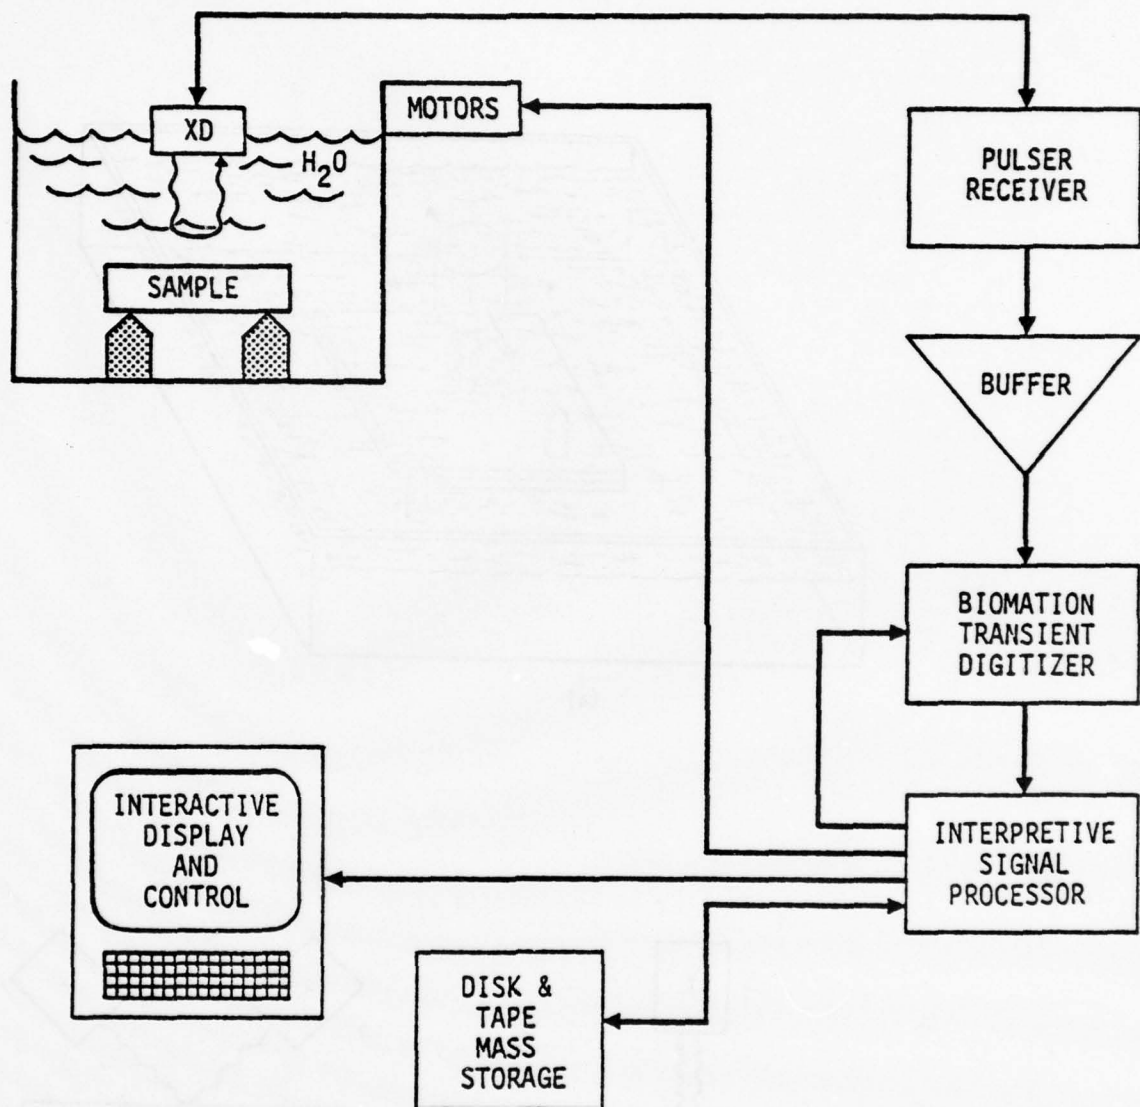 MOTORS
XD
H₂O
SAMPLE
PULSER
RECEIVER
BUFFER
BIOMATION
TRANSIENT
DIGITIZER
INTERPRETIVE
SIGNAL
PROCESSOR
INTERACTIVE
DISPLAY
AND
CONTROL
DISK &
TAPE
MASS
STORAGE